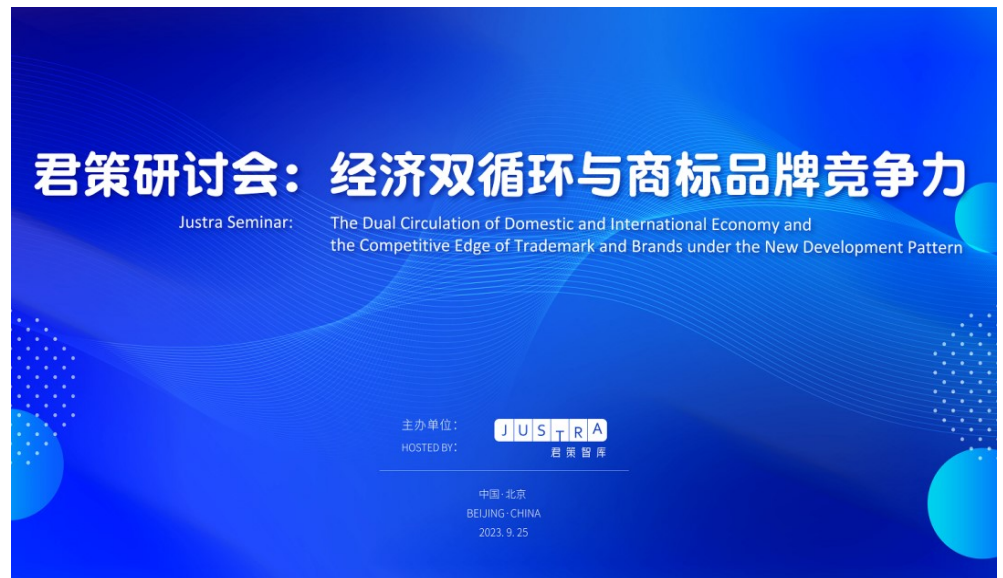 君策研讨会：经济双循环与商标品牌竞争力
Justra Seminar: The Dual Circulation of Domestic and International Economy and
the Competitive Edge of Trademark and Brands under the New Development Pattern
主办单位：
HOSTED BY：
JUSTRA
君策智库
中国·北京
BEIJING·CHINA
2023. 9. 25